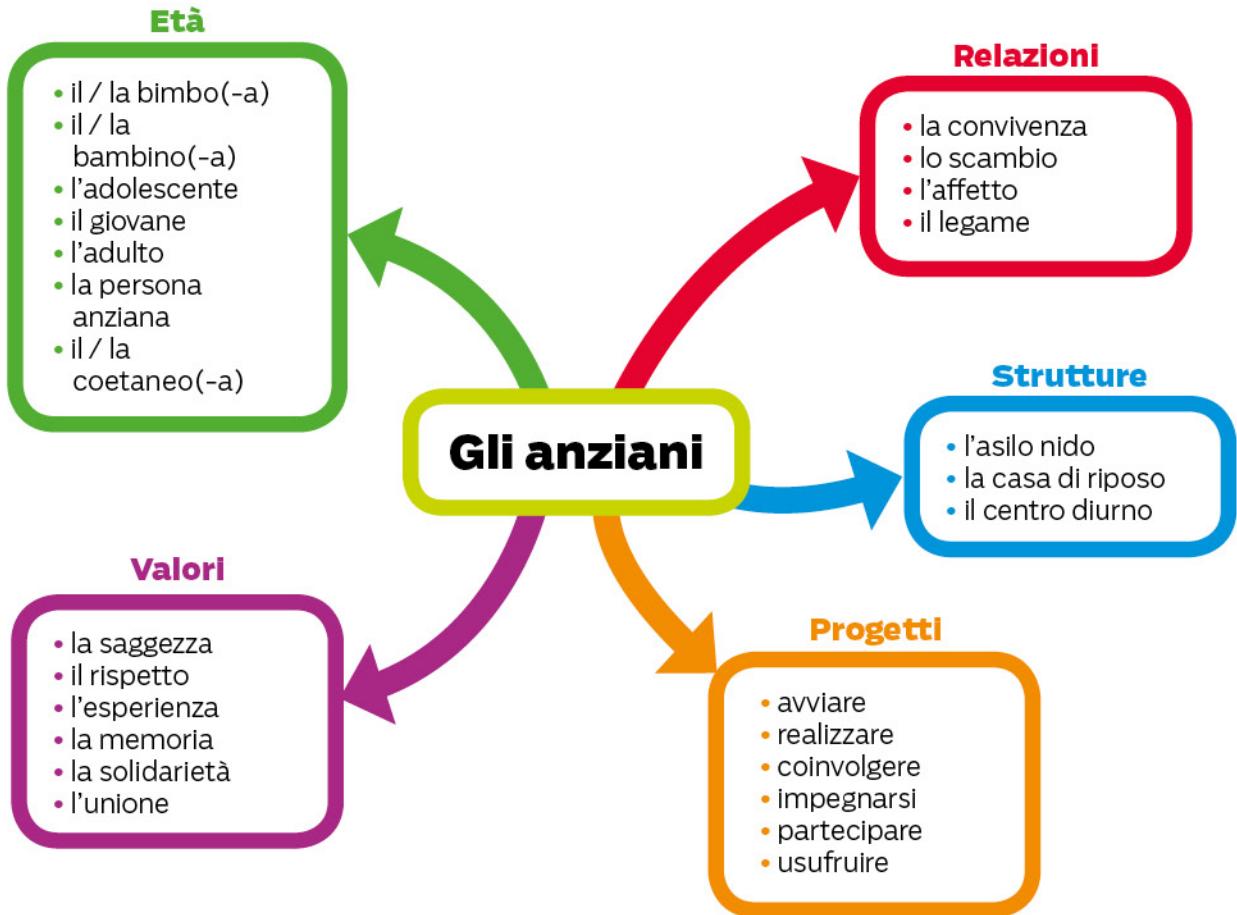 Età
• il / la bimbo(-a)
• il / la
bambino(-a)
• l'adolescente
• il giovane
• l'adulto
• la persona
anziana
• il / la
coetaneo(-a)
Relazioni
• la convivenza
• lo scambio
• l'affetto
• il legame
Gli anziani
Strutture
• l'asilo nido
• la casa di riposo
• il centro diurno
Valori
• la saggezza
• il rispetto
• l'esperienza
• la memoria
• la solidarietà
• l'unione
Progetti
• avviare
• realizzare
• coinvolgere
• impegnarsi
• partecipare
• usufruire